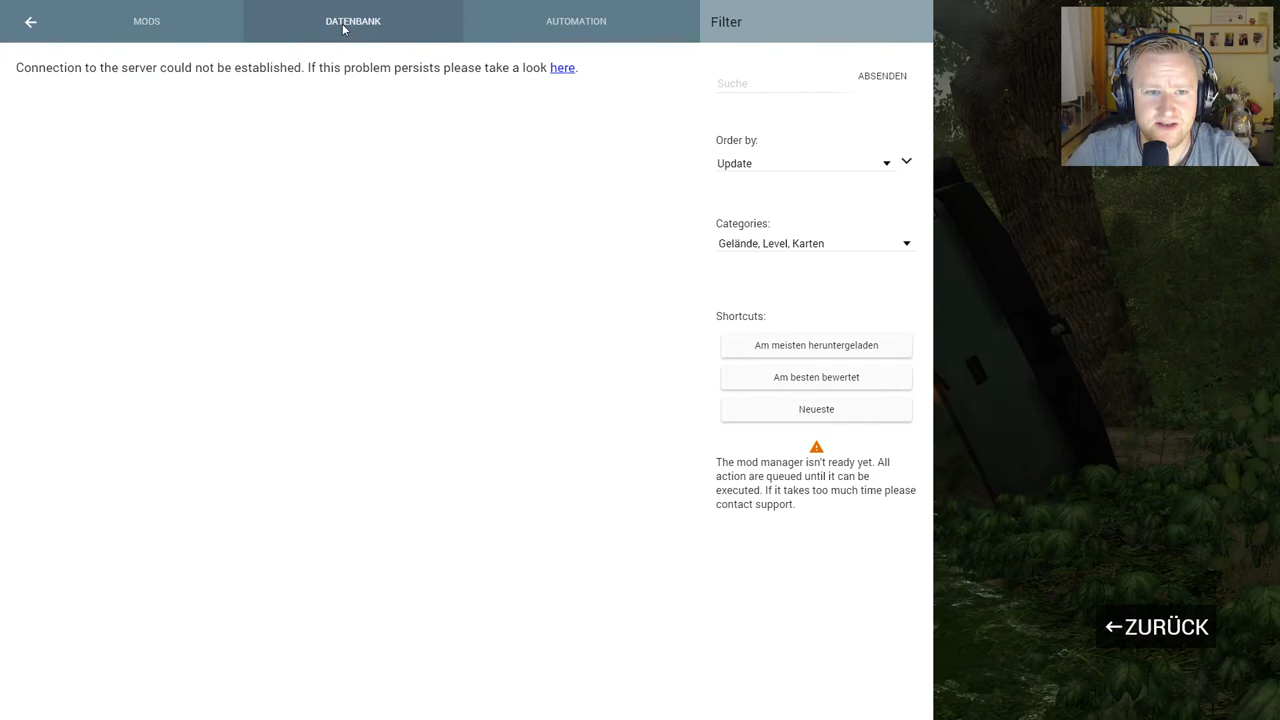 MODS
DATENBANK
AUTOMATION
Filter
Connection to the server could not be established. If this problem persists please take a look here.
Suche
ABSENDEN
Order by:
Update
Categories:
Gelände, Level, Karten
Shortcuts:
Am meisten heruntergeladen
Am besten bewertet
Neueste
The mod manager isn't ready yet. All
action are queued until it can be
executed. If it takes too much time please
contact support.
←ZURÜCK